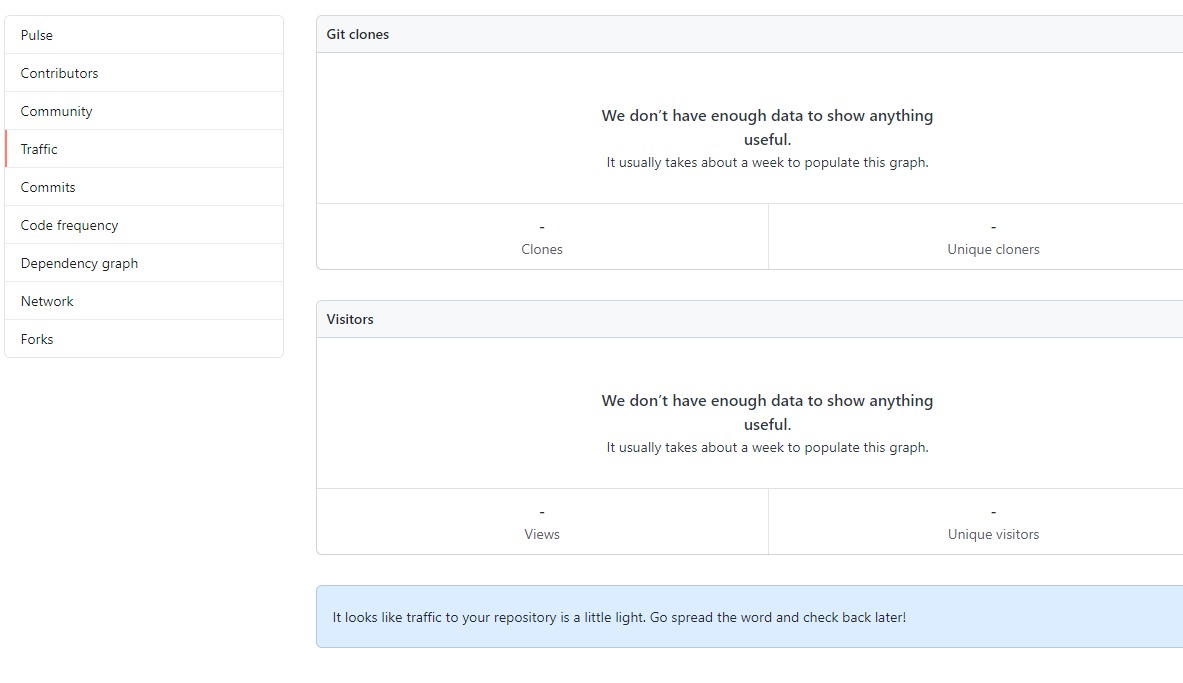 Pulse
Contributors
Community
Traffic
Commits
Code frequency
Dependency graph
Network
Forks
Git clones
We don’t have enough data to show anything
useful.
It usually takes about a week to populate this graph.
-
Clones
-
Unique cloners
Visitors
We don’t have enough data to show anything
useful.
It usually takes about a week to populate this graph.
-
Views
-
Unique visitors
It looks like traffic to your repository is a little light. Go spread the word and check back later!